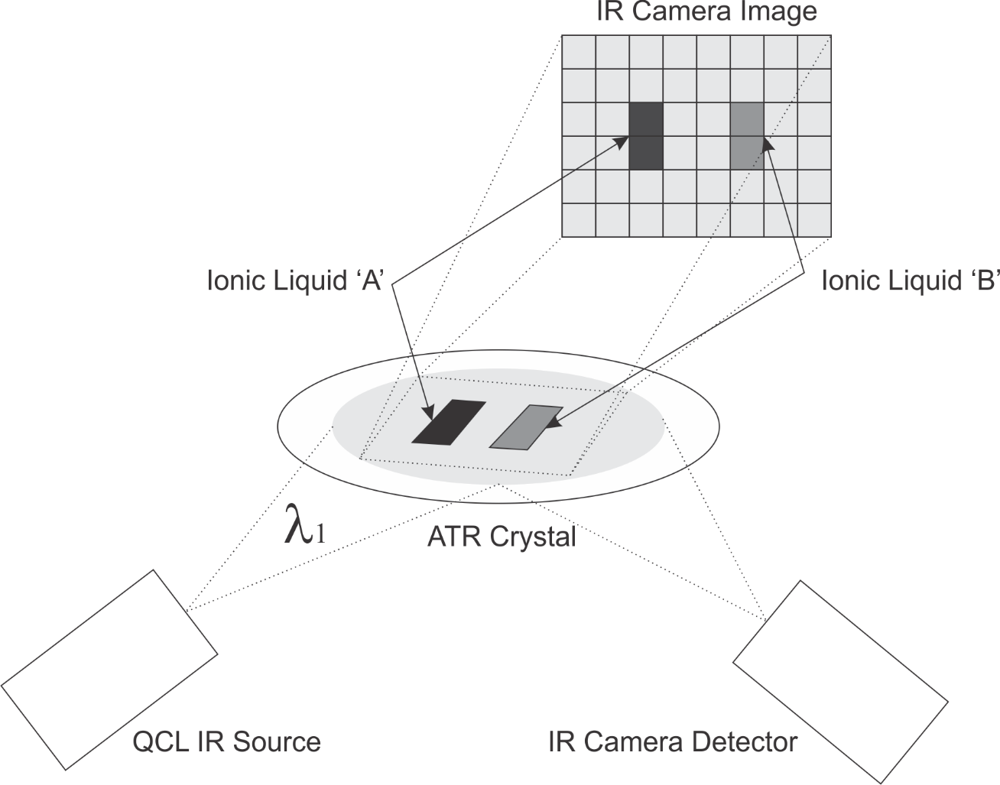 IR Camera Image
Ionic Liquid ‘A’
Ionic Liquid ‘B’
λ1
ATR Crystal
QCL IR Source
IR Camera Detector